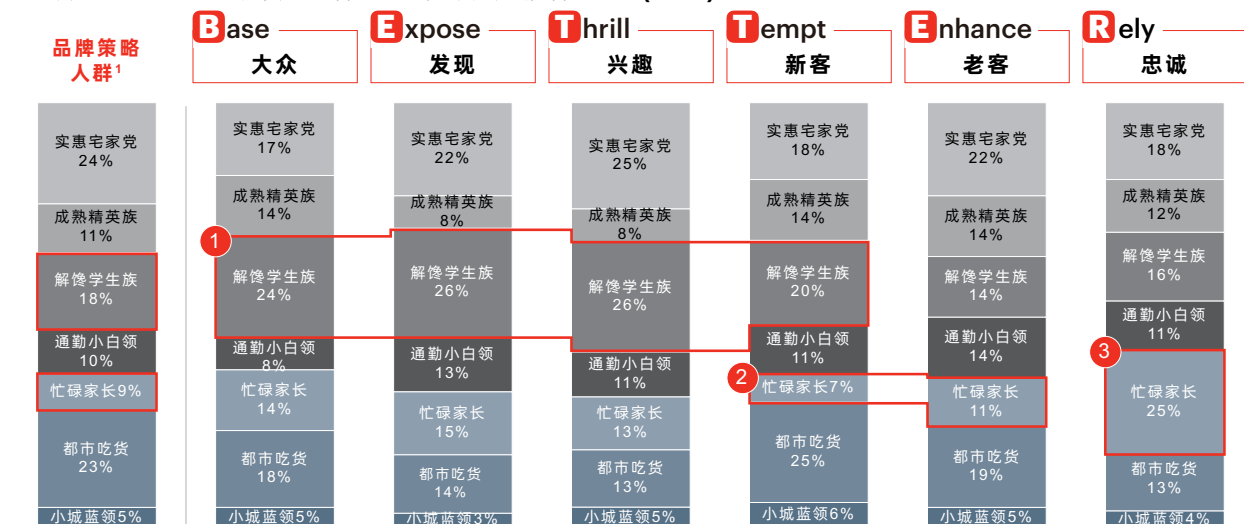 Base
Expose
Thrill
Tempt
Enhance
Rely
品牌策略
人群1
大众
发现
兴趣
新客
老客
忠诚
实惠宅家党
24%
成熟精英族
11%
解馋学生族
18%
通勤小白领
10%
忙碌家长9%
都市吃货
23%
小城蓝领5%
1
实惠宅家党
17%
成熟精英族
14%
解馋学生族
24%
通勤小白领
8%
忙碌家长
14%
都市吃货
18%
小城蓝领5%
实惠宅家党
22%
成熟精英族
8%
解馋学生族
26%
通勤小白领
13%
忙碌家长
15%
都市吃货
14%
小城蓝领3%
实惠宅家党
25%
成熟精英族
8%
解馋学生族
26%
通勤小白领
11%
忙碌家长
13%
都市吃货
13%
小城蓝领5%
实惠宅家党
18%
成熟精英族
14%
解馋学生族
20%
通勤小白领
11%
2
忙碌家长7%
都市吃货
25%
小城蓝领6%
实惠宅家党
22%
成熟精英族
14%
解馋学生族
14%
通勤小白领
14%
忙碌家长
11%
都市吃货
19%
小城蓝领5%
实惠宅家党
18%
成熟精英族
12%
解馋学生族
16%
通勤小白领
11%
3
忙碌家长
25%
都市吃货
13%
小城蓝领4%